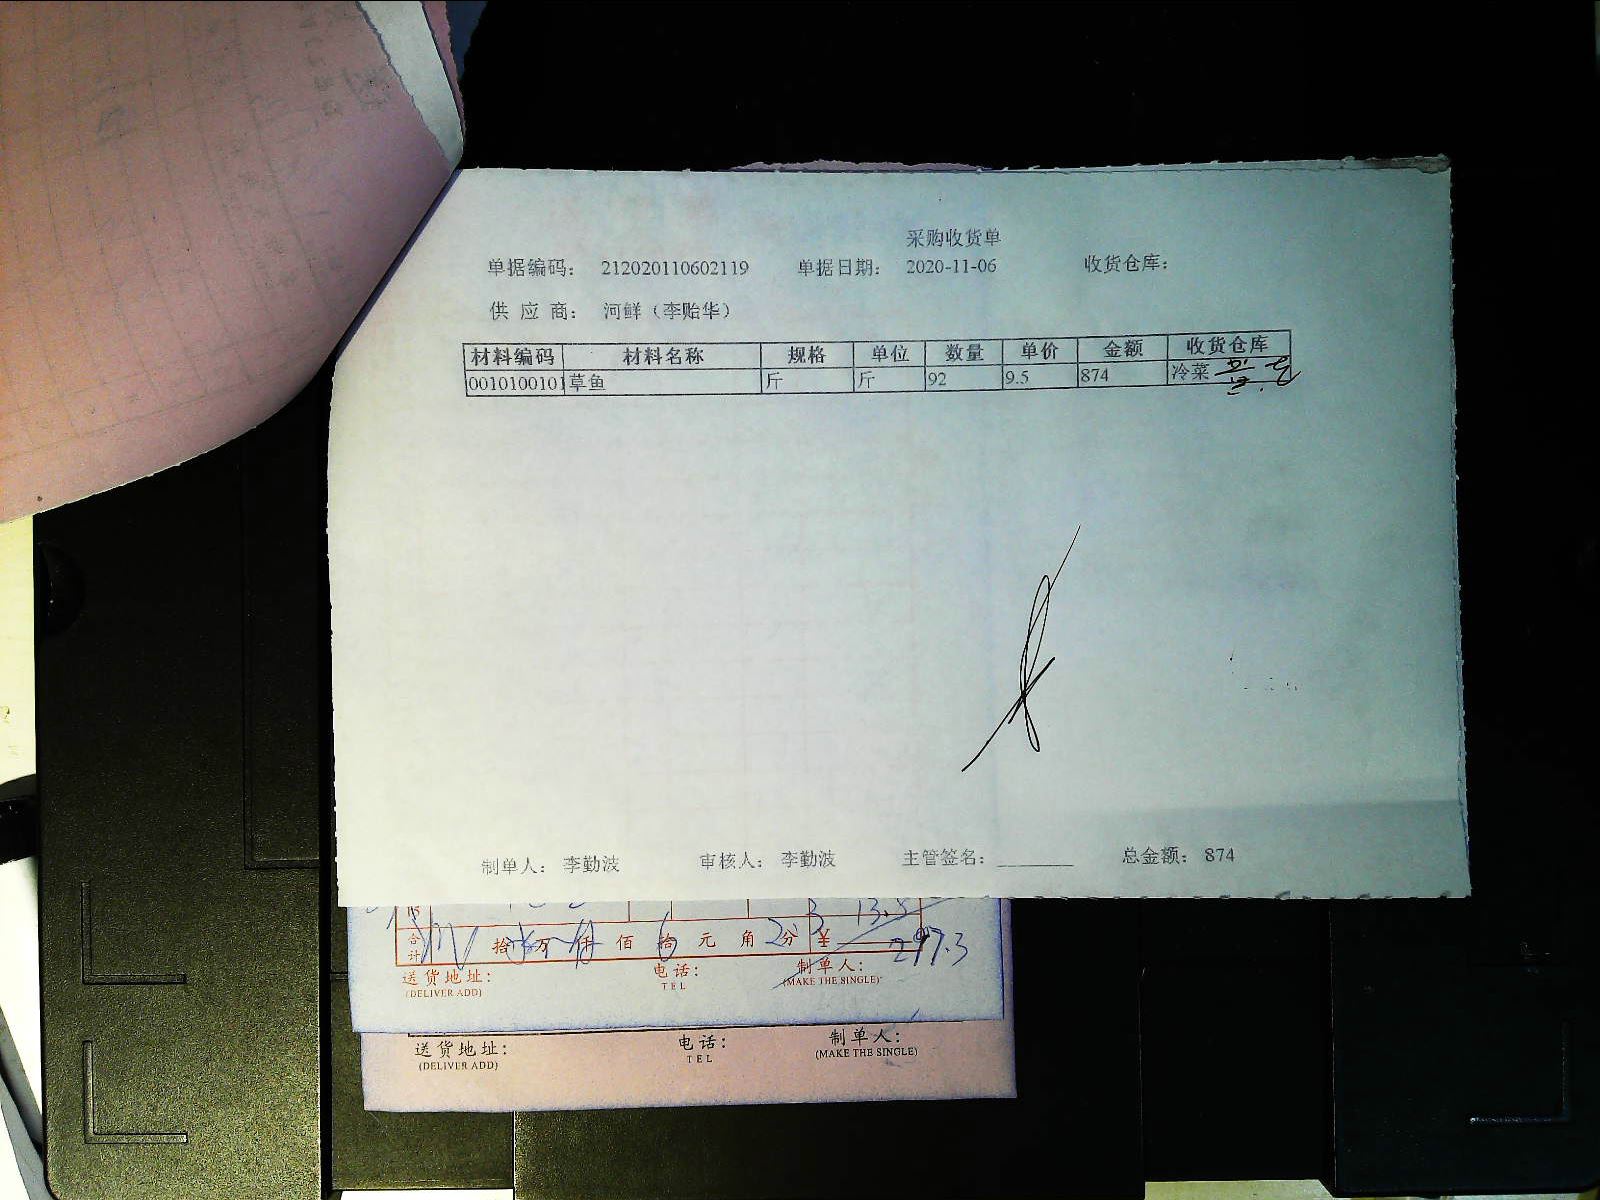 采购收货单
单据编码： 212020110602119 单据日期： 2020-11-06 收货仓库：
供 应 商： 河鲜（李贻华）
材料编码 材料名称 规格 单位 数量 单价 金额 收货仓库
0010100101 草鱼 斤 斤 92 9.5 874 冷菜
制单人： 李勤波 审核人： 李勤波 主管签名： 总金额： 874
13.5
合计 拾 万 仟 佰 拾 元 角 分 ¥ 297.3
送货地址： 电话： 制单人：
(DELIVER ADD) TEL (MAKE THE SINGLE)
送货地址： 电话： 制单人：
(DELIVER ADD) TEL (MAKE THE SINGLE)